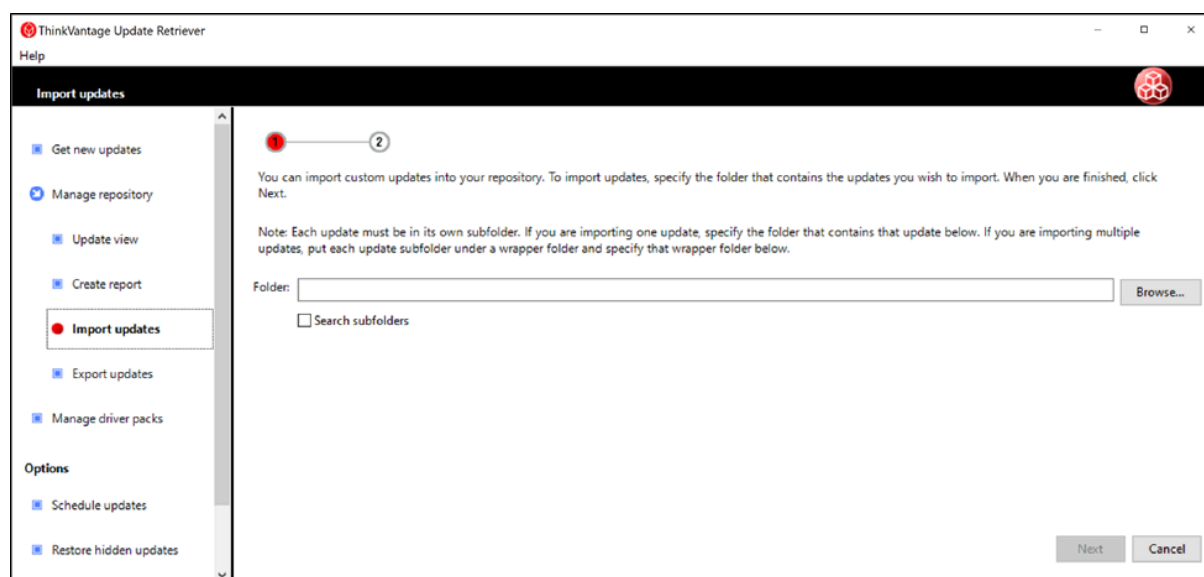 ThinkVantage Update Retriever
Help
Import updates
Get new updates
Manage repository
Update view
Create report
Import updates
Export updates
Manage driver packs
Options
Schedule updates
Restore hidden updates
1 2
You can import custom updates into your repository. To import updates, specify the folder that contains the updates you wish to import. When you are finished, click
Next.
Note: Each update must be in its own subfolder. If you are importing one update, specify the folder that contains that update below. If you are importing multiple
updates, put each update subfolder under a wrapper folder and specify that wrapper folder below.
Folder:
Browse...
Search subfolders
Next Cancel